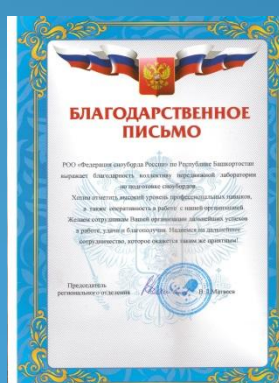 БЛАГОДАРСТВЕННОЕ
ПИСЬМО
РОО «Федерация сноуборда России» по Республике Башкортостан
выражает благодарность коллективу передвижной лаборатории
по подготовке сноубордов.
Хотим отметить высокий уровень профессиональных навыков,
а также оперативность в работе с нашей организацией.
Желаем сотрудникам Вашей организации дальнейших успехов
в работе, удачи и благополучия. Надеемся на дальнейшее
сотрудничество, которое окажется таким же приятным!
Председатель
регионального отделения